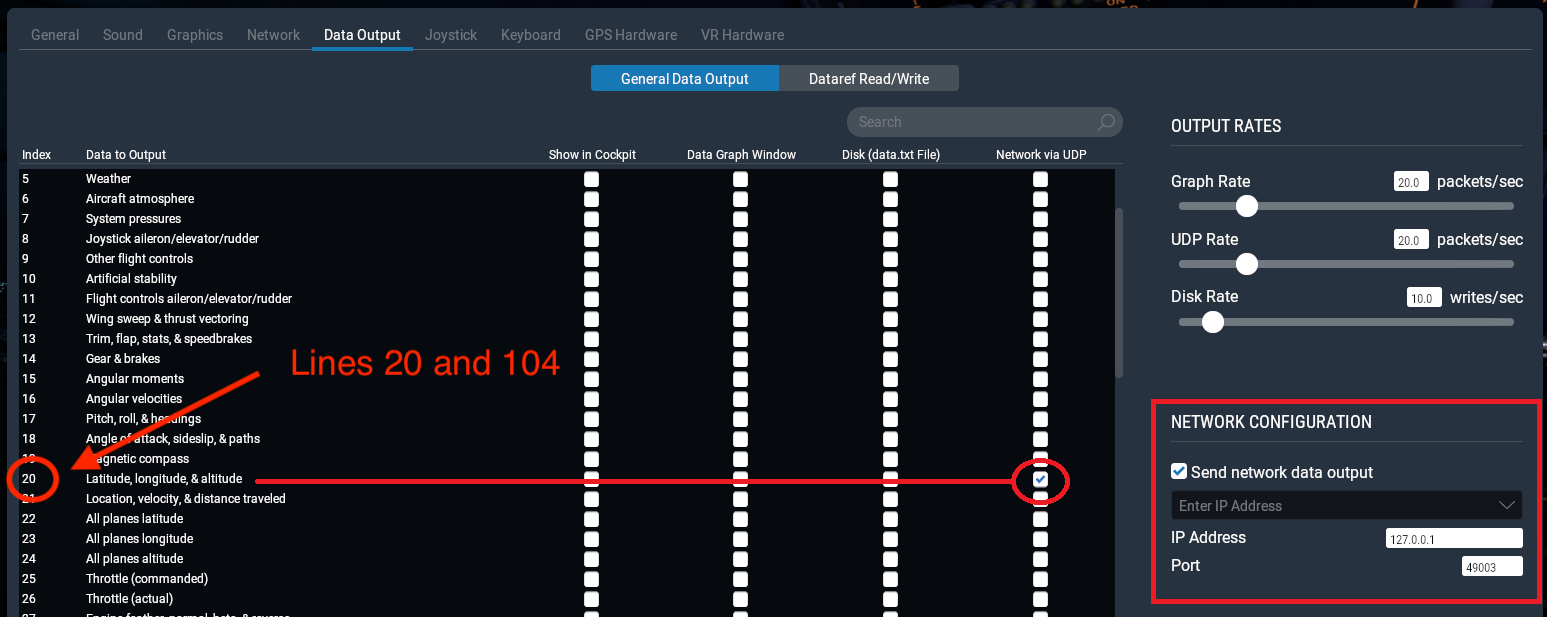 ON
General Sound Graphics Network Data Output Joystick Keyboard GPS Hardware VR Hardware
General Data Output Dataref Read/Write
Search
Index Data to Output Show in Cockpit Data Graph Window Disk (data.txt File) Network via UDP
5 Weather
6 Aircraft atmosphere
7 System pressures
8 Joystick aileron/elevator/rudder
9 Other flight controls
10 Artificial stability
11 Flight controls aileron/elevator/rudder
12 Wing sweep & thrust vectoring
13 Trim, flap, stats, & speedbrakes
14 Gear & brakes
15 Angular moments
16 Angular velocities
17 Pitch, roll, & headings
18 Angle of attack, sideslip, & paths
19 Magnetic compass
20 Latitude, longitude, & altitude
21 Location, velocity, & distance traveled
22 All planes latitude
23 All planes longitude
24 All planes altitude
25 Throttle (commanded)
26 Throttle (actual)
Lines 20 and 104
OUTPUT RATES
Graph Rate 20.0 packets/sec
UDP Rate 20.0 packets/sec
Disk Rate 10.0 writes/sec
NETWORK CONFIGURATION
Send network data output
Enter IP Address
IP Address 127.0.0.1
Port 49003